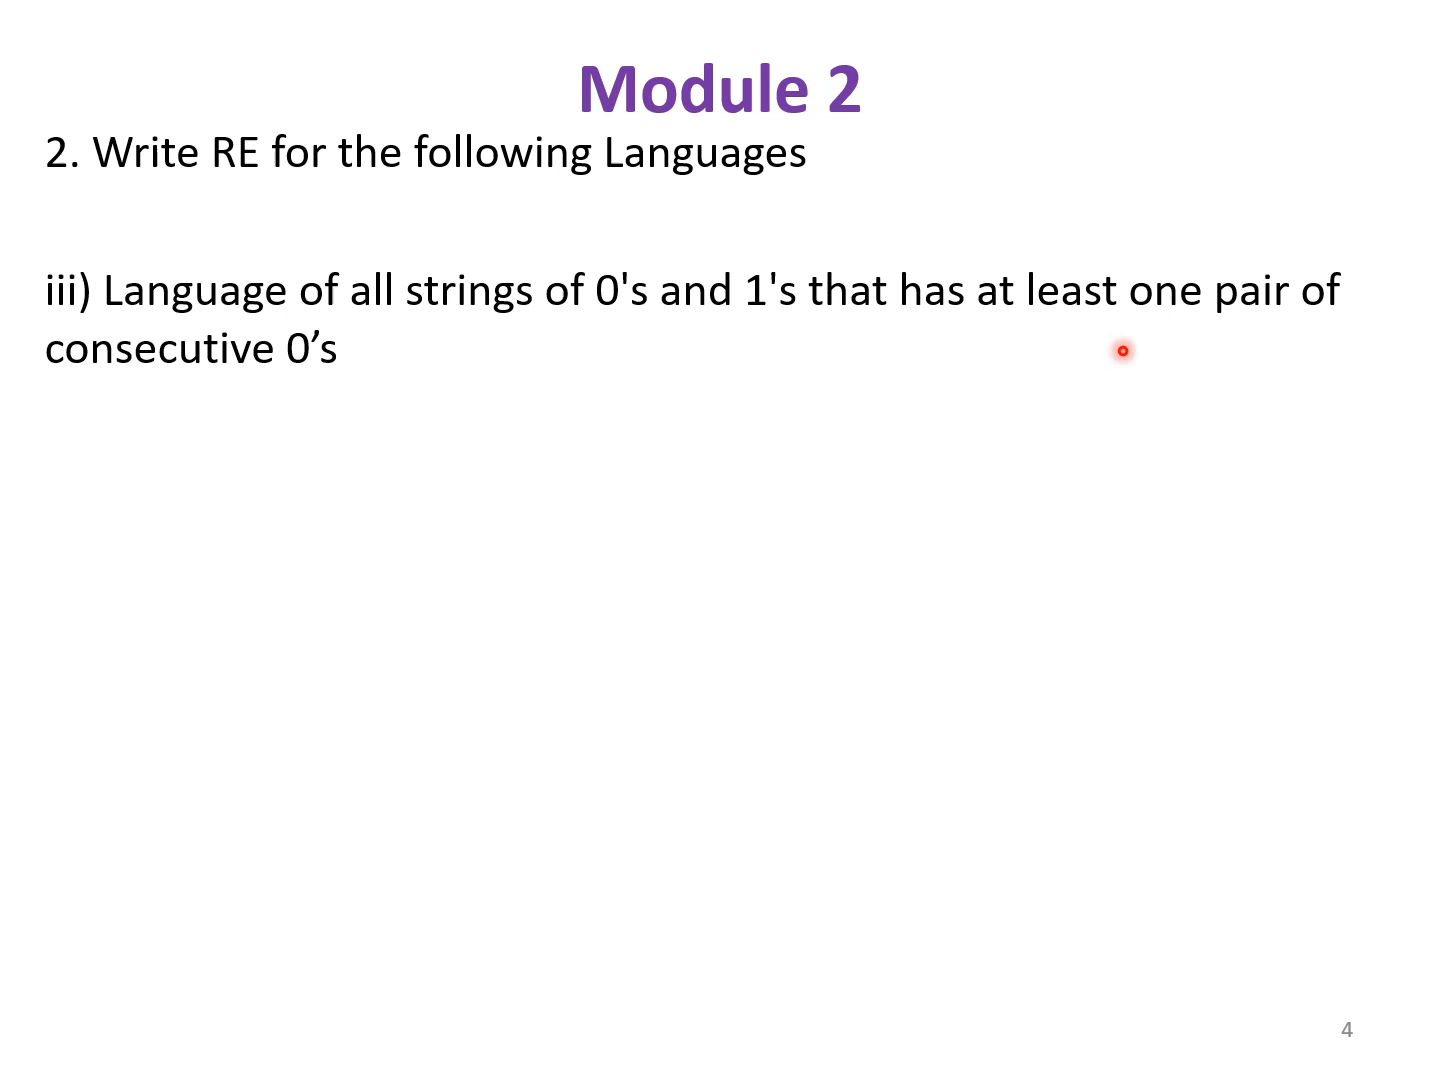 Module 2
2. Write RE for the following Languages
iii) Language of all strings of 0's and 1's that has at least one pair of
consecutive 0’s
4